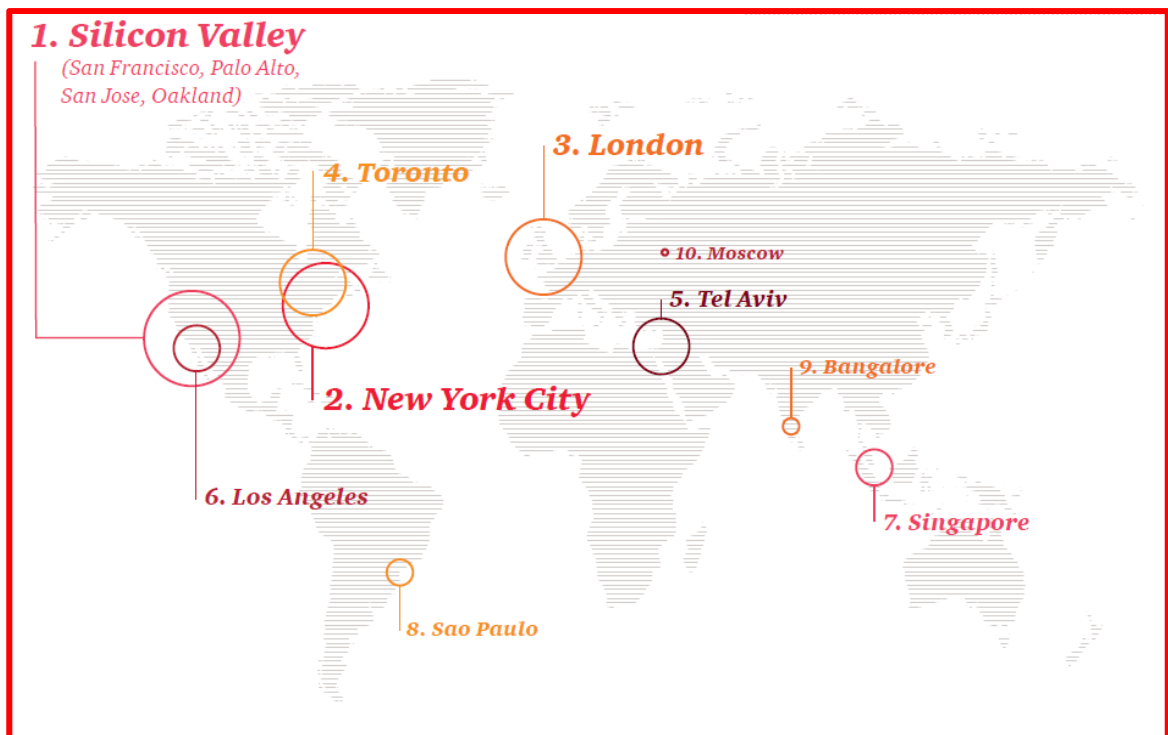 1. Silicon Valley
(San Francisco, Palo Alto,
San Jose, Oakland)
3. London
4. Toronto
10. Moscow
5. Tel Aviv
9. Bangalore
2. New York City
6. Los Angeles
7. Singapore
8. Sao Paulo